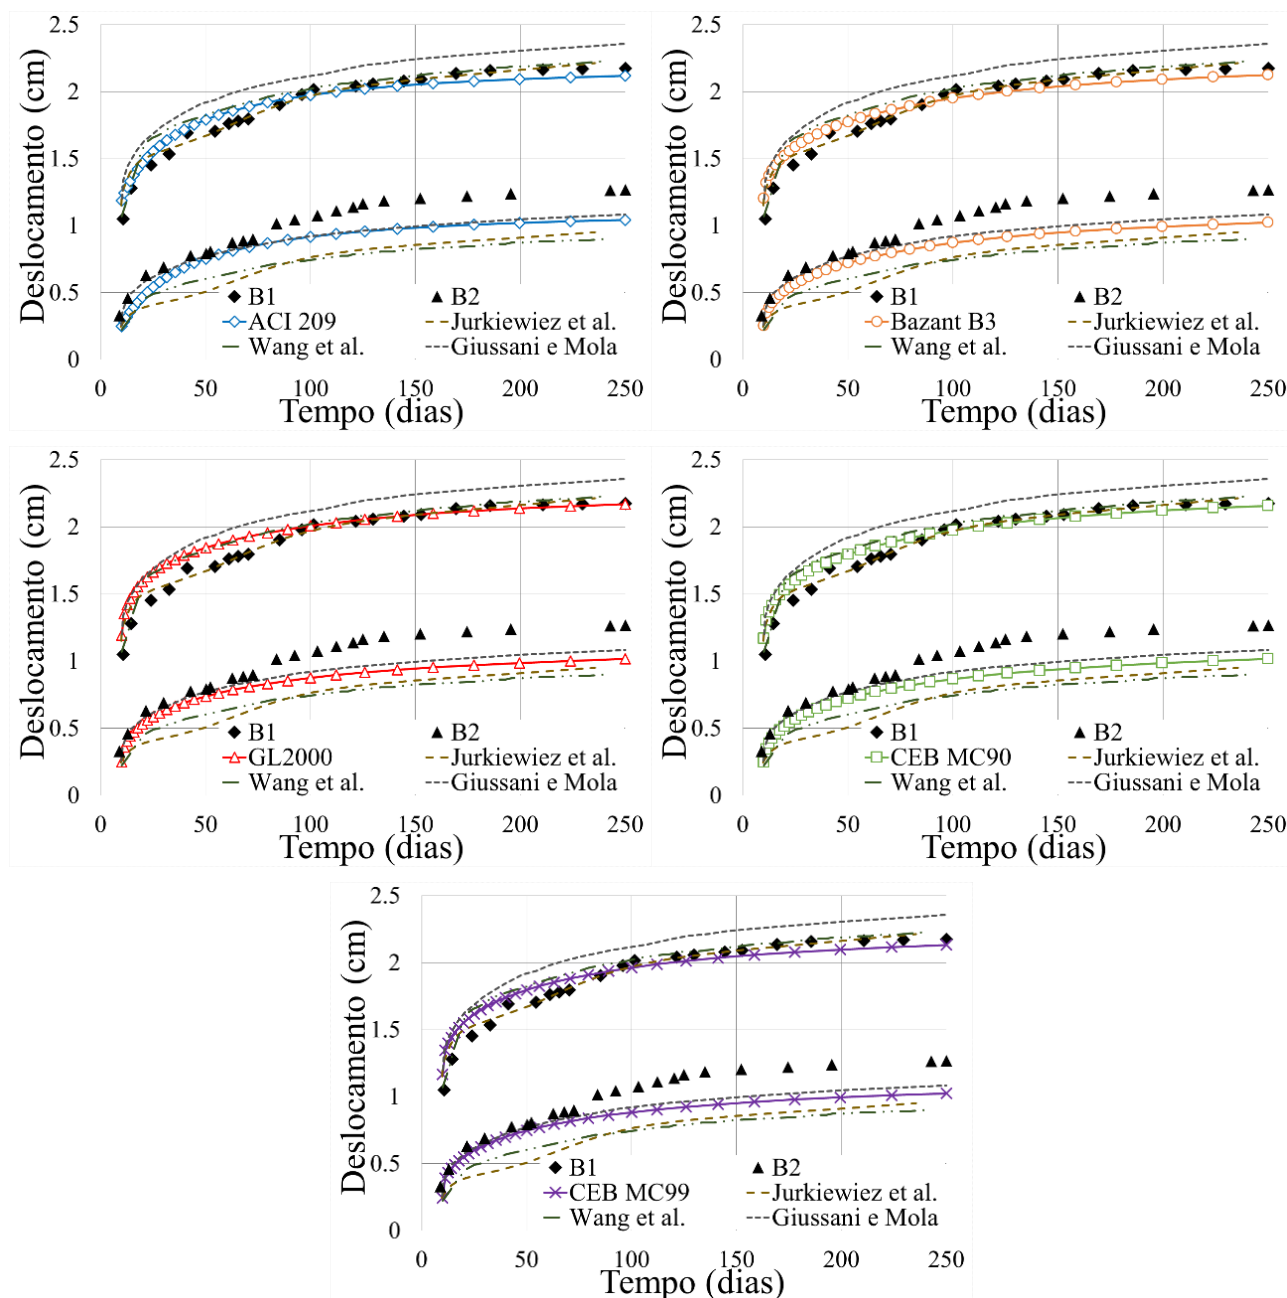 Deslocamento (cm)
2.5
2
1.5
1
0.5
0
B1 B2
ACI 209 Jurkiewiez et al.
Wang et al. Giussani e Mola
0 50 100 150 200 250
Tempo (dias)
Deslocamento (cm)
2.5
2
1.5
1
0.5
0
B1 B2
Bazant B3 Jurkiewiez et al.
Wang et al. Giussani e Mola
0 50 100 150 200 250
Tempo (dias)
Deslocamento (cm)
2.5
2
1.5
1
0.5
0
B1 B2
GL2000 Jurkiewiez et al.
Wang et al. Giussani e Mola
0 50 100 150 200 250
Tempo (dias)
Deslocamento (cm)
2.5
2
1.5
1
0.5
0
B1 B2
CEB MC90 Jurkiewiez et al.
Wang et al. Giussani e Mola
0 50 100 150 200 250
Tempo (dias)
Deslocamento (cm)
2.5
2
1.5
1
0.5
0
B1 B2
CEB MC99 Jurkiewiez et al.
Wang et al. Giussani e Mola
0 50 100 150 200 250
Tempo (dias)